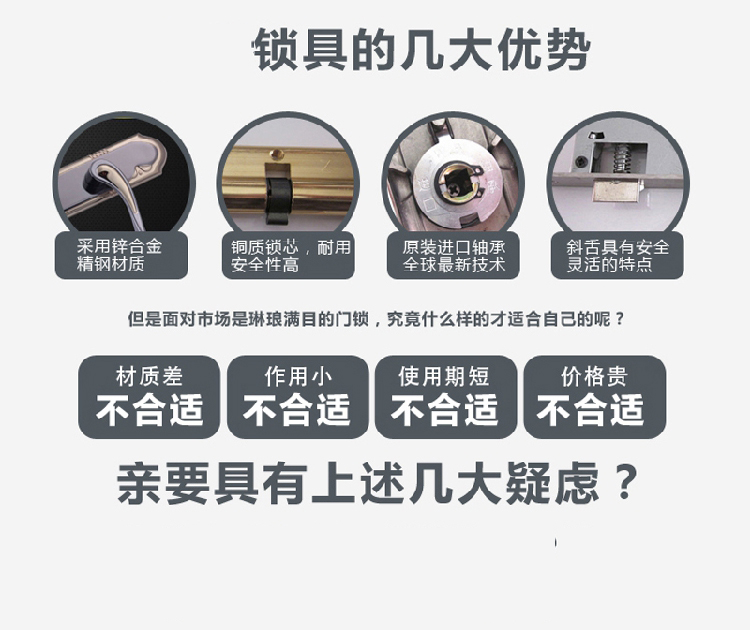 锁具的几大优势
采用锌合金
精钢材质
铜质锁芯，耐用
安全性高
原装进口轴承
全球最新技术
斜舌具有安全
灵活的特点
但是面对市场是琳琅满目的门锁，究竟什么样的才适合自己的呢？
材质差
不合适
作用小
不合适
使用期短
不合适
价格贵
不合适
亲要具有上述几大疑虑？